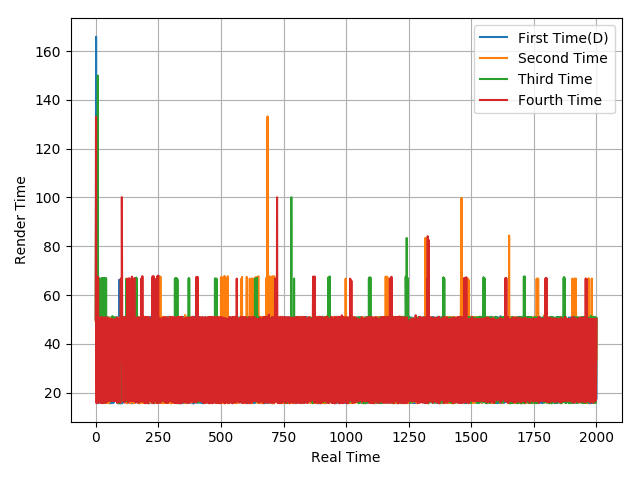 First Time(D)
Second Time
Third Time
Fourth Time
160
140
120
100
80
60
40
20
Render Time
0 250 500 750 1000 1250 1500 1750 2000
Real Time